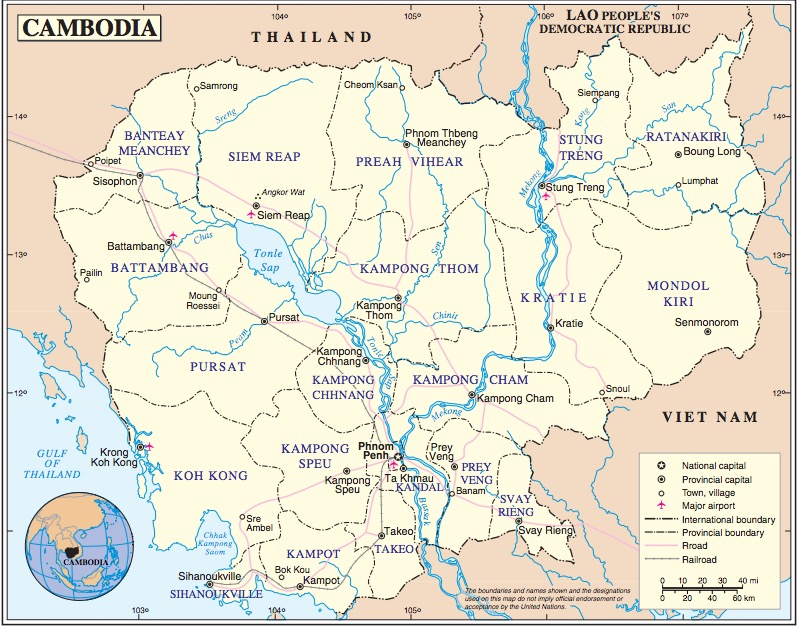 CAMBODIA
104°
105°
106°
107°
THAILAND
LAO PEOPLE'S
DEMOCRATIC REPUBLIC
Samrong
Cheom Ksan
Siempang
Kong
San
14°
14°
Sreng
BANTEAY
MEANCHEY
SIEM REAP
Phnom Thbeng
Meanchey
PREAH VIHEAR
STUNG
TRENG
RATANAKIRI
Boung Long
Poipet
Sisophon
Angkor Wat
Siem Reap
Mekong
Stung Treng
Lumphat
Battambang
Chas
Sen
13°
13°
BATTAMBANG
Tonle
Sap
KAMPONG THOM
Pailin
Moung
Roessei
Kampong
Thom
KRATIE
MONDOL
KIRI
Pursat
Chinit
Kratie
Senmonorom
Pean
Kampong
Chhnang
Tonle
Sap
PURSAT
KAMPONG
CHHNANG
KAMPONG CHAM
Kampong Cham
Snoul
12°
12°
Mekong
VIET NAM
GULF
OF
THAILAND
Krong
Koh Kong
KOH KONG
KAMPONG
SPEU
Kampong
Speu
Phnom
Penh
Ta Khmau
KANDAL
Prey
Veng
PREY
VENG
Banam
SVAY
RIENG
Svay Rieng
Bassak
Sre
Ambel
Chhak
Kampong
Saom
Takeo
TAKEO
KAMPOT
Bok Kou
Kampot
Sihanoukville
SIHANOUKVILLE
CAMBODIA
National capital
Provincial capital
Town, village
Major airport
International boundary
Provincial boundary
Rroad
Railroad
0 10 20 30 40 mi
0 20 40 60 km
The boundaries and names shown and the designations
used on this map do not imply official endorsement or
acceptance by the United Nations.
103°
104°
105°